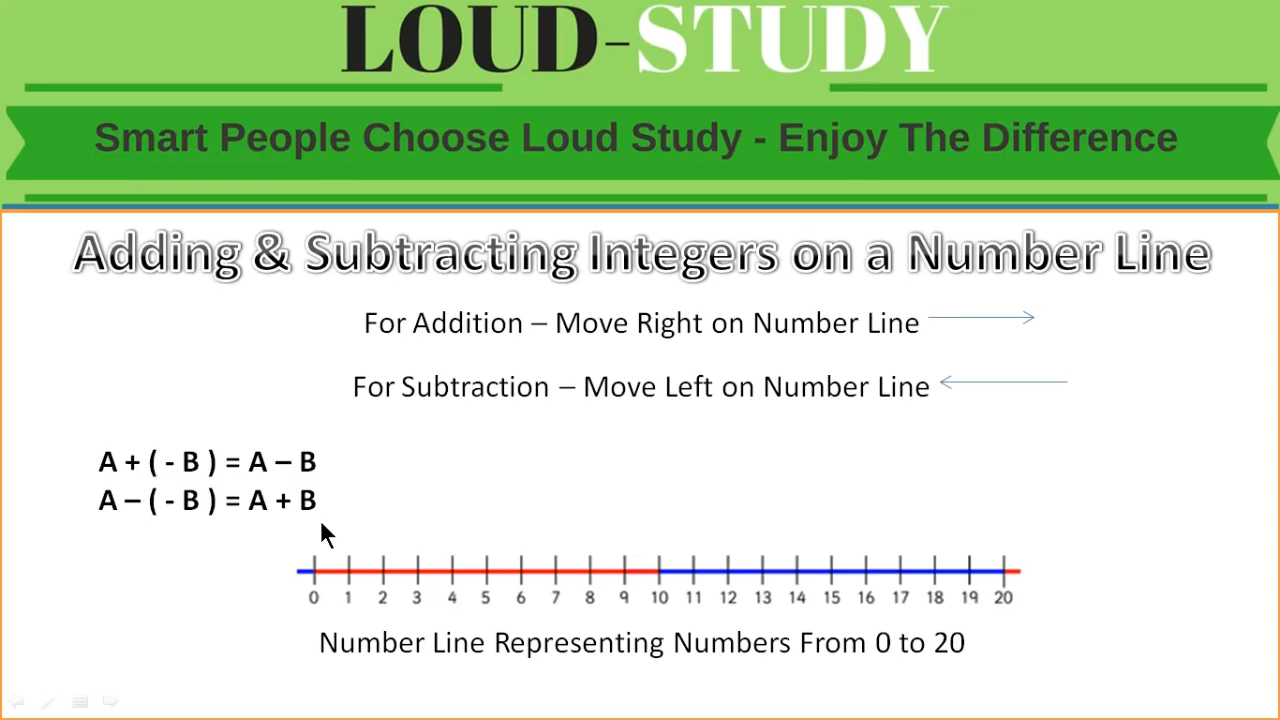 LOUD-STUDY
Smart People Choose Loud Study - Enjoy The Difference
Adding & Subtracting Integers on a Number Line
For Addition – Move Right on Number Line
For Subtraction – Move Left on Number Line
A + ( - B ) = A – B
A – ( - B ) = A + B
0 1 2 3 4 5 6 7 8 9 10 11 12 13 14 15 16 17 18 19 20
Number Line Representing Numbers From 0 to 20